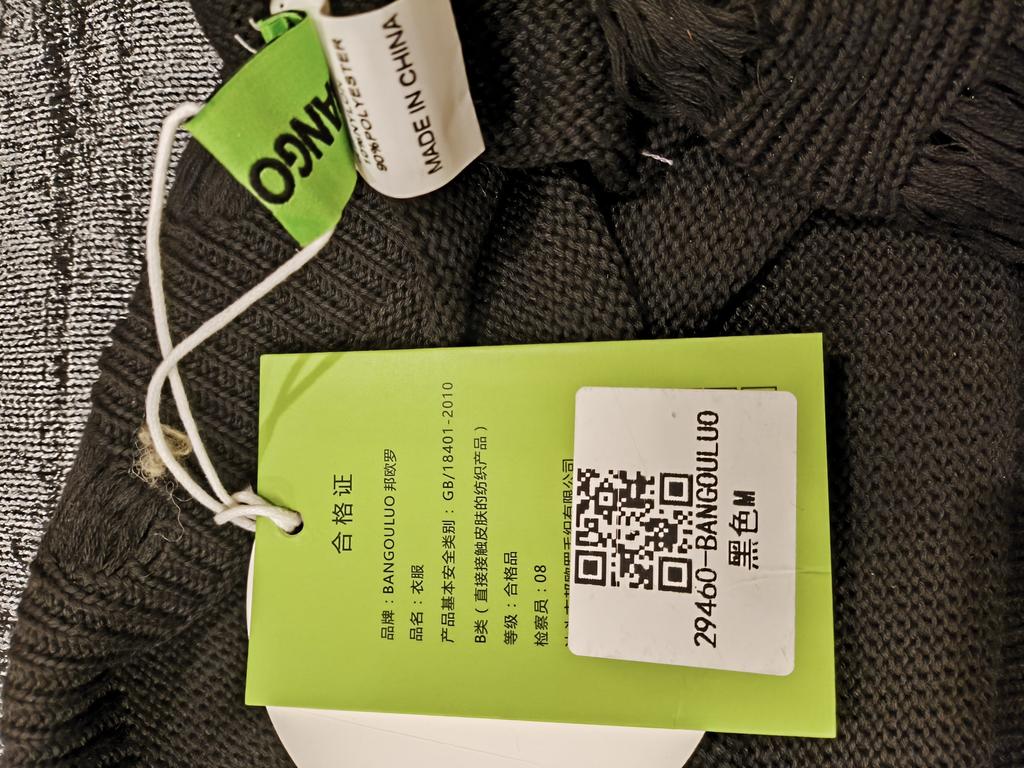 ANGO
90%POLYESTER
MADE IN CHINA
合格证
品牌：BANGOULUO 邦欧罗
品名：衣服
产品基本安全类别：GB/18401-2010
B类（直接接触皮肤的纺织产品）
等级：合格品
检察员：08
29460-BANGOULUO
黑色M